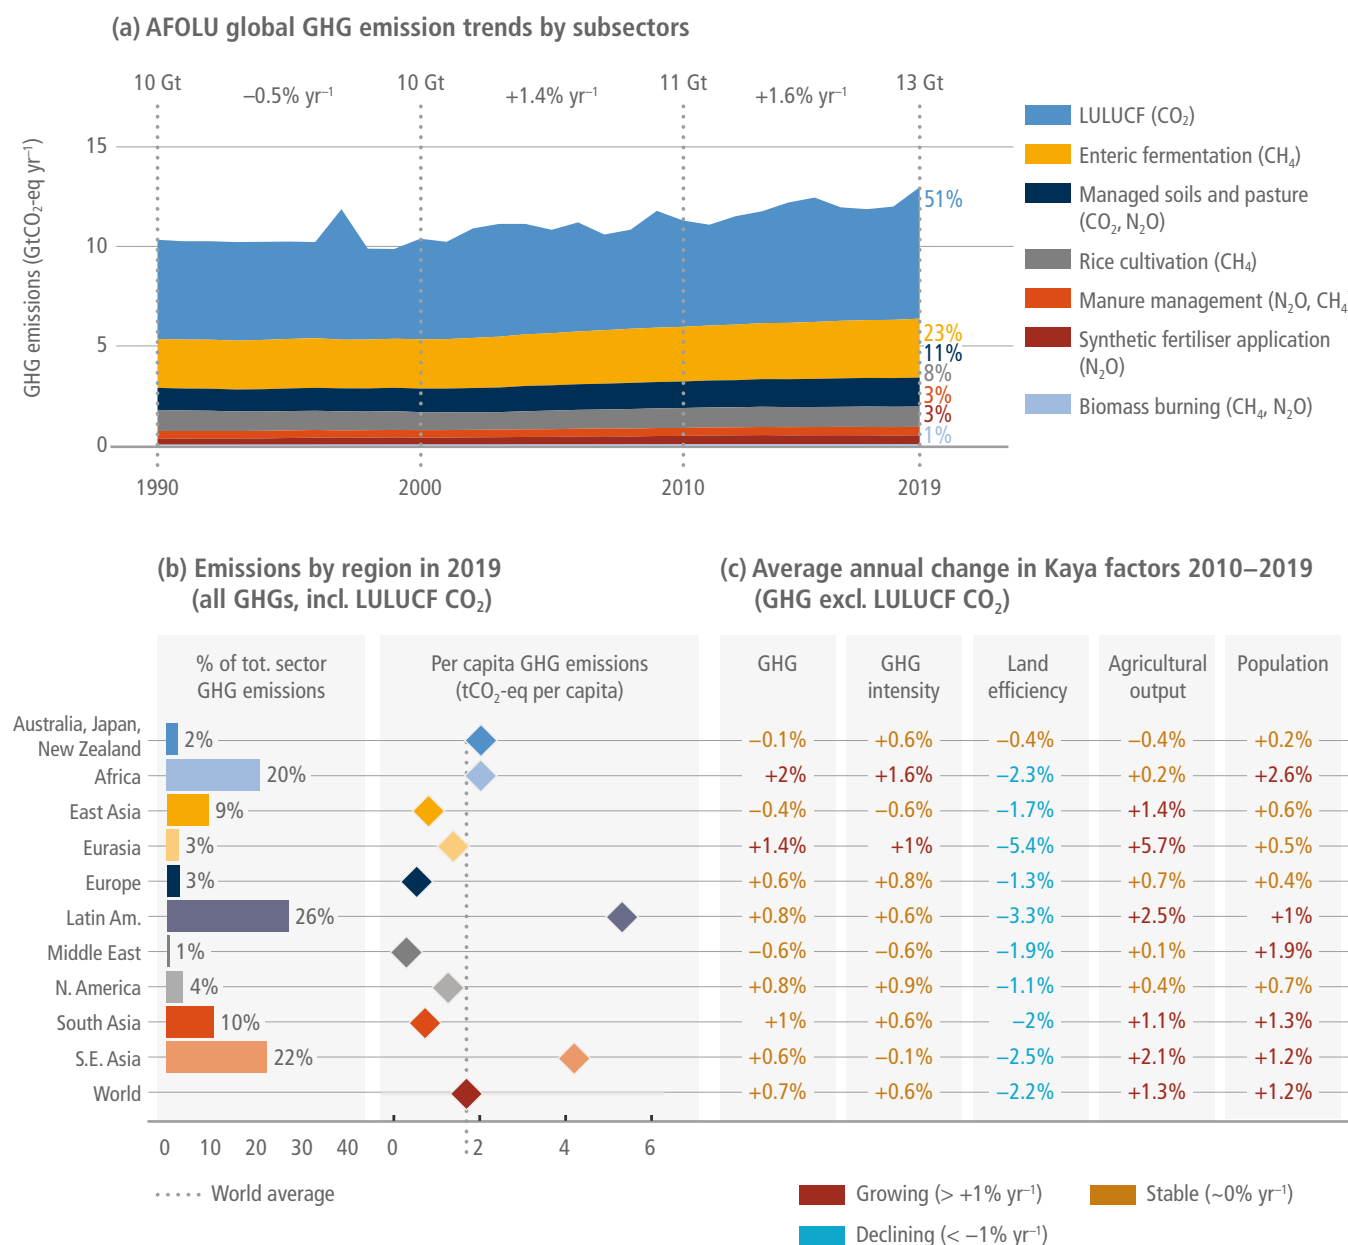 (a) AFOLU global GHG emission trends by subsectors
10 Gt
–0.5% yr⁻¹
10 Gt
+1.4% yr⁻¹
11 Gt
+1.6% yr⁻¹
13 Gt
GHG emissions (GtCO₂-eq yr⁻¹)
15
10
5
0
1990
2000
2010
2019
51%
23%
11%
8%
3%
3%
1%
LULUCF (CO₂)
Enteric fermentation (CH₄)
Managed soils and pasture
(CO₂, N₂O)
Rice cultivation (CH₄)
Manure management (N₂O, CH₄
Synthetic fertiliser application
(N₂O)
Biomass burning (CH₄, N₂O)
(b) Emissions by region in 2019
(all GHGs, incl. LULUCF CO₂)
(c) Average annual change in Kaya factors 2010–2019
(GHG excl. LULUCF CO₂)
% of tot. sector
GHG emissions
Per capita GHG emissions
(tCO₂-eq per capita)
GHG
GHG
intensity
Land
efficiency
Agricultural
output
Population
Australia, Japan,
New Zealand
2%
–0.1%
+0.6%
–0.4%
–0.4%
+0.2%
Africa
20%
+2%
+1.6%
–2.3%
+0.2%
+2.6%
East Asia
9%
–0.4%
–0.6%
–1.7%
+1.4%
+0.6%
Eurasia
3%
+1.4%
+1%
–5.4%
+5.7%
+0.5%
Europe
3%
+0.6%
+0.8%
–1.3%
+0.7%
+0.4%
Latin Am.
26%
+0.8%
+0.6%
–3.3%
+2.5%
+1%
Middle East
1%
–0.6%
–0.6%
–1.9%
+0.1%
+1.9%
N. America
4%
+0.8%
+0.9%
–1.1%
+0.4%
+0.7%
South Asia
10%
+1%
+0.6%
–2%
+1.1%
+1.3%
S.E. Asia
22%
+0.6%
–0.1%
–2.5%
+2.1%
+1.2%
World
+0.7%
+0.6%
–2.2%
+1.3%
+1.2%
0 10 20 30 40
0 2 4 6
World average
Growing (> +1% yr⁻¹)
Stable (~0% yr⁻¹)
Declining (< –1% yr⁻¹)